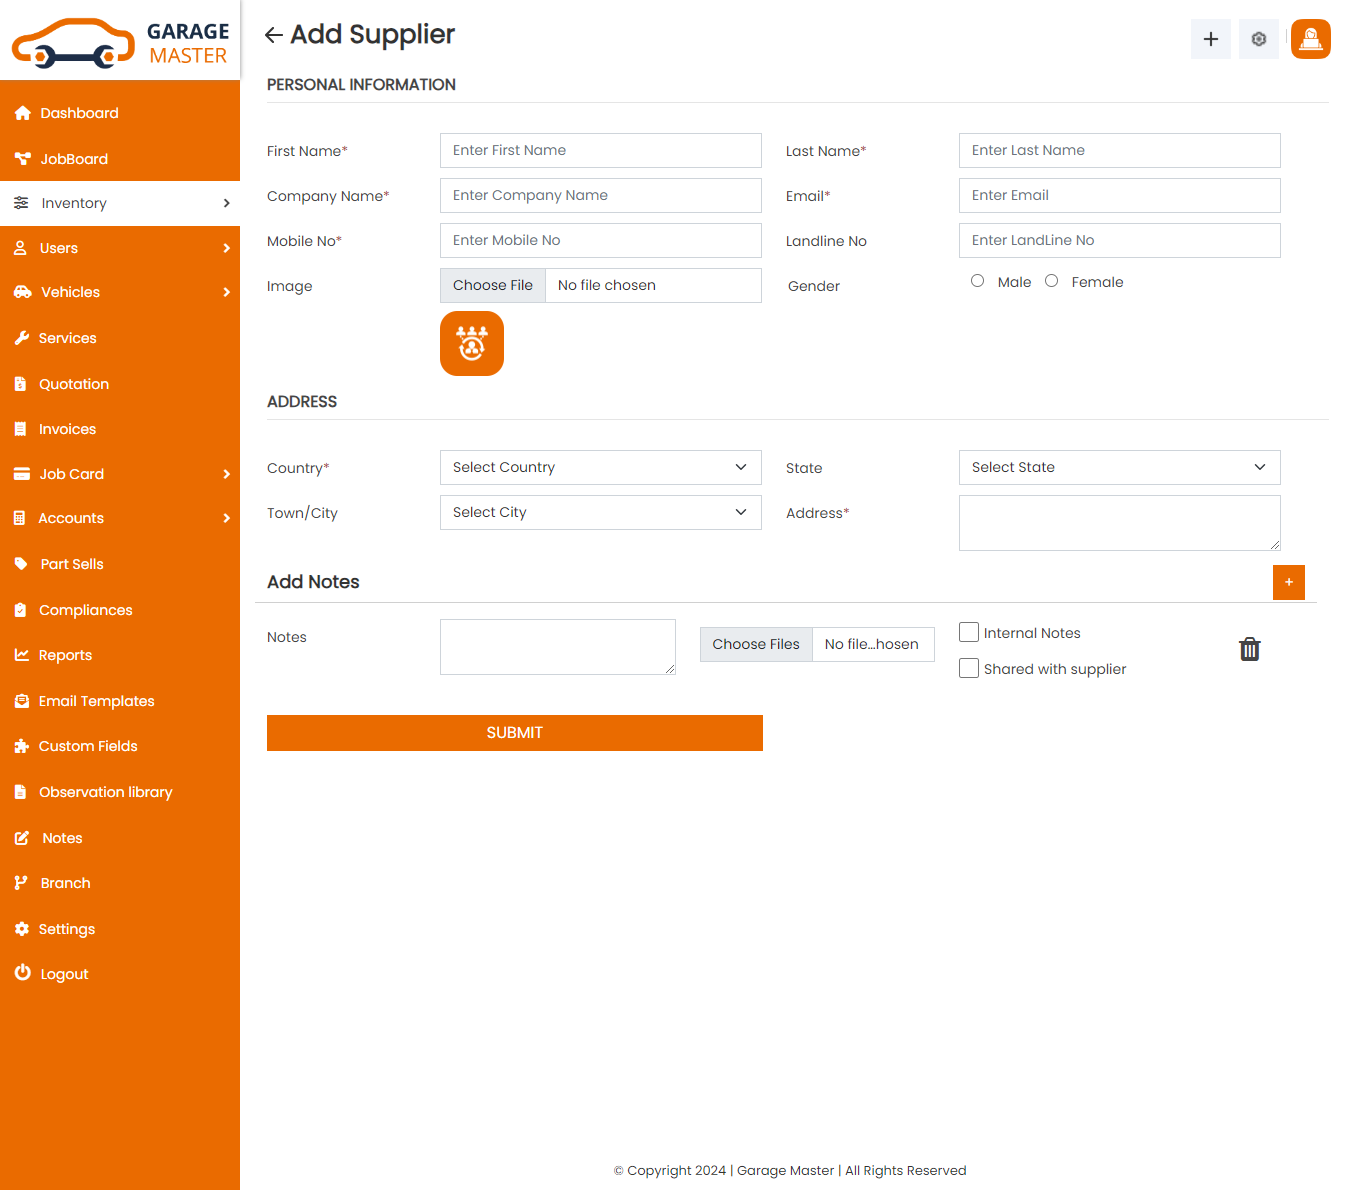 GARAGE
MASTER
Dashboard
JobBoard
Inventory
Users
Vehicles
Services
Quotation
Invoices
Job Card
Accounts
Part Sells
Compliances
Reports
Email Templates
Custom Fields
Observation library
Notes
Branch
Settings
Logout
Add Supplier
PERSONAL INFORMATION
First Name* Enter First Name Last Name* Enter Last Name
Company Name* Enter Company Name Email* Enter Email
Mobile No* Enter Mobile No Landline No Enter LandLine No
Image Choose File No file chosen Gender Male Female
ADDRESS
Country* Select Country State Select State
Town/City Select City Address*
Add Notes +
Notes Choose Files No file...hosen Internal Notes
Shared with supplier
SUBMIT
© Copyright 2024 | Garage Master | All Rights Reserved